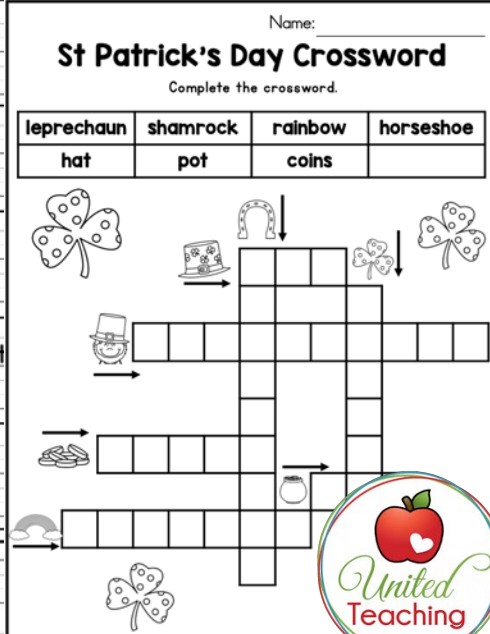 Name:
St Patrick's Day Crossword
Complete the crossword.
leprechaun shamrock rainbow horseshoe
hat pot coins
United
Teaching